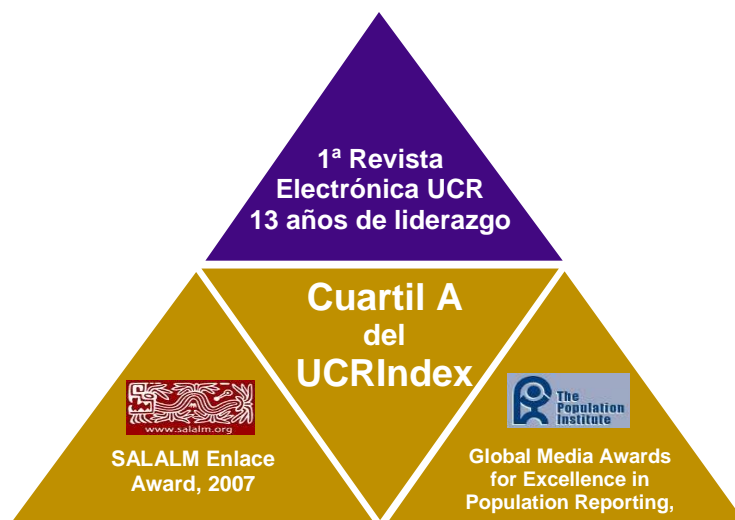 1ª Revista
Electrónica UCR
13 años de liderazgo
Cuartil A
del
UCRIndex
www.salalm.org
SALALM Enlace
Award, 2007
The
Population
Institute
Global Media Awards
for Excellence in
Population Reporting,